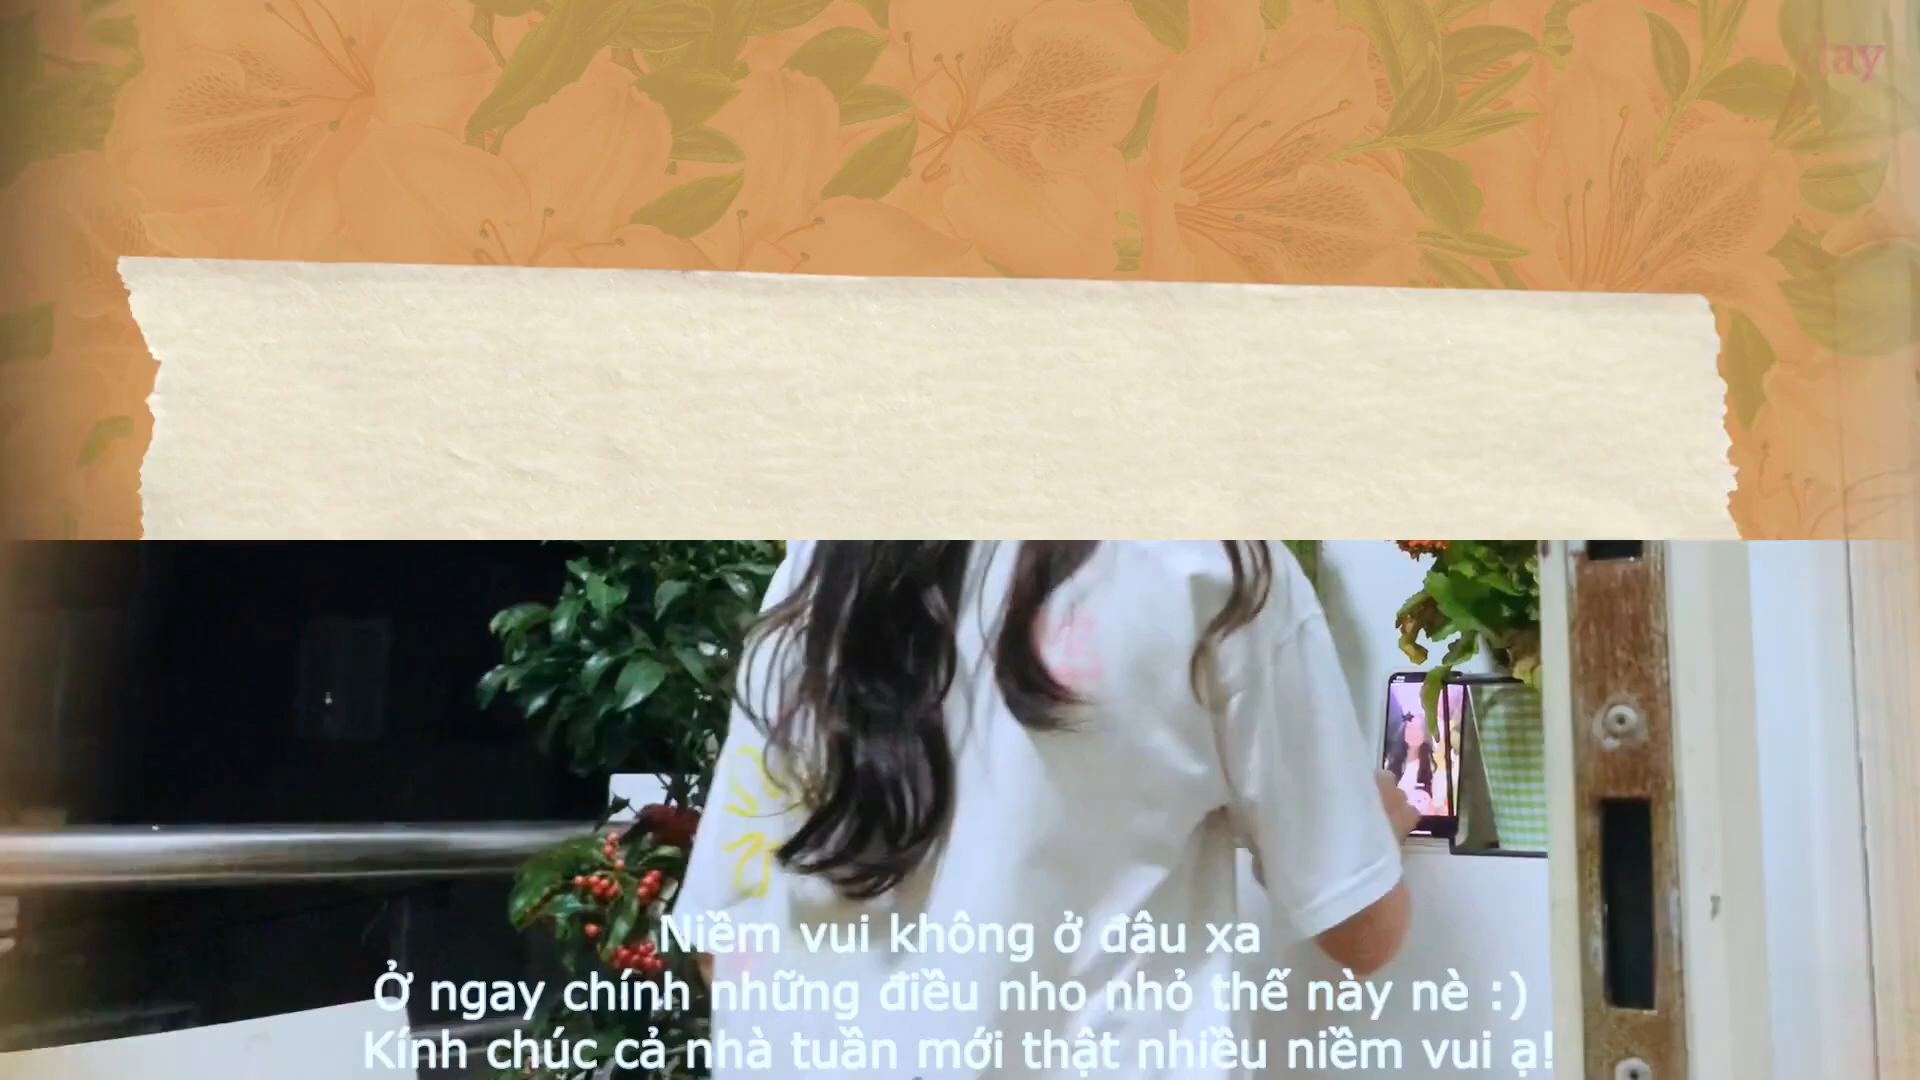 day
Niềm vui không ở đâu xa
Ở ngay chính những điều nho nhỏ thế này nè :)
Kính chúc cả nhà tuần mới thật nhiều niềm vui ạ!